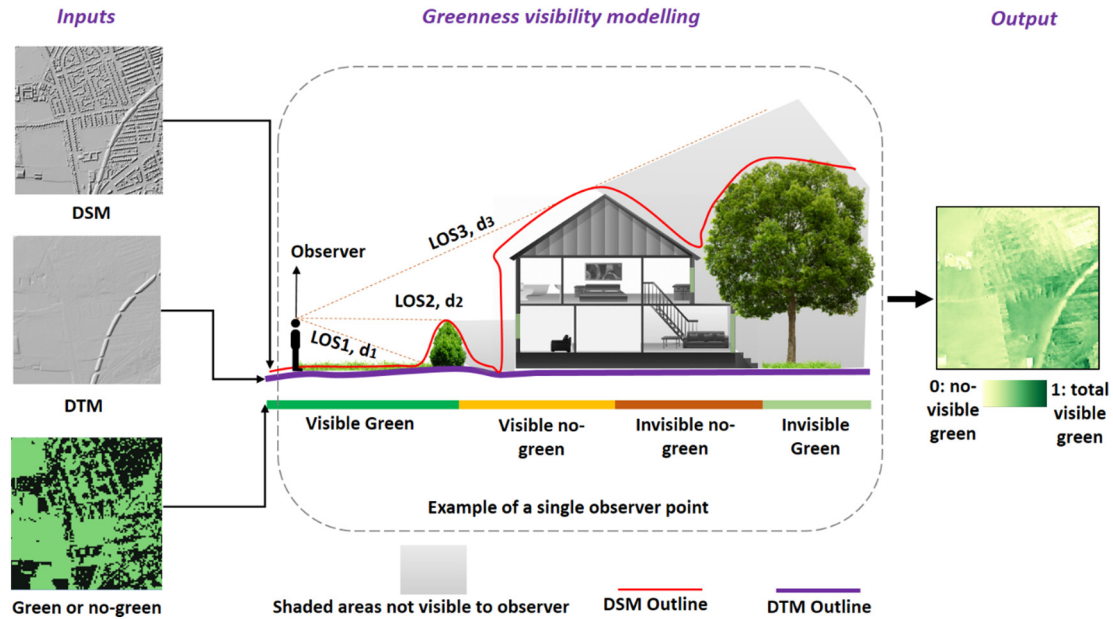 Inputs
Greenness visibility modelling
Output
DSM
DTM
Green or no-green
Observer
LOS3, d3
LOS2, d2
LOS1, d1
Visible Green
Visible no-
green
Invisible no-
green
Invisible
Green
Example of a single observer point
Shaded areas not visible to observer
DSM Outline
DTM Outline
0: no-
visible
green
1: total
visible
green